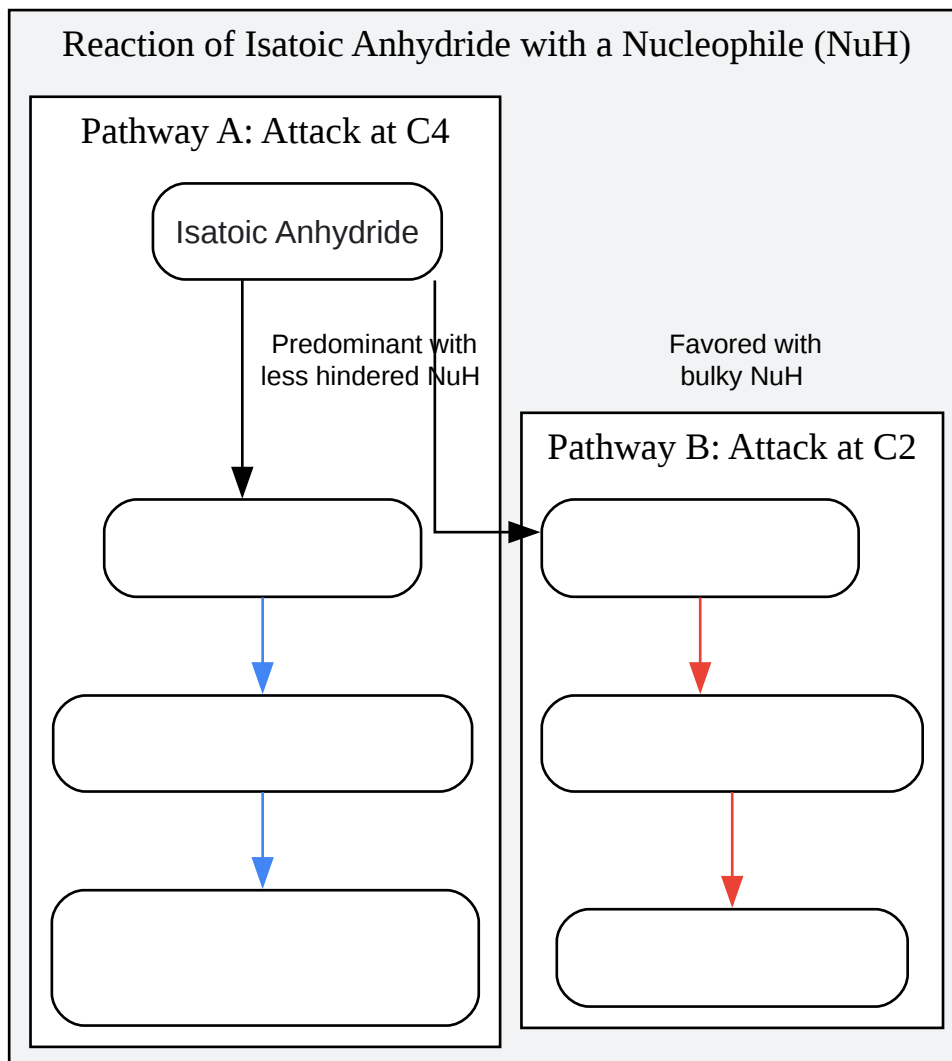 Reaction of Isatoic Anhydride with a Nucleophile (NuH)
Pathway A: Attack at C4
Isatoic Anhydride
Predominant with
less hindered NuH
Favored with
bulky NuH
Pathway B: Attack at C2